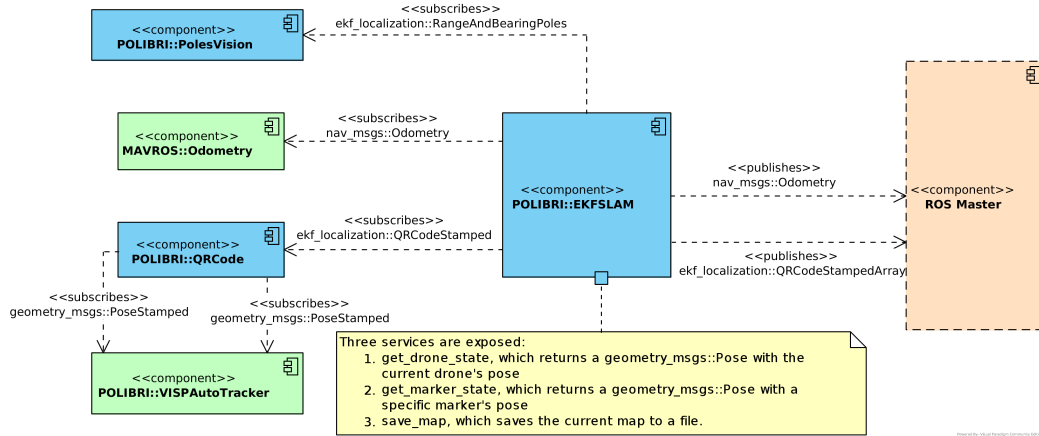 <<subscribes>>
ekf_localization::RangeAndBearingPoles
<<component>>
POLIBRI::PolesVision
<<subscribes>>
nav_msgs::Odometry
<<component>>
MAVROS::Odometry
<<publishes>>
nav_msgs::Odometry
<<component>>
POLIBRI::EKFSLAM
<<component>>
ROS Master
<<subscribes>>
ekf_localization::QRCodeStamped
<<component>>
POLIBRI::QRCode
<<publishes>>
ekf_localization::QRCodeStampedArray
<<subscribes>>
geometry_msgs::PoseStamped
<<subscribes>>
geometry_msgs::PoseStamped
<<component>>
POLIBRI::VISPAutoTracker
Three services are exposed:
1. get_drone_state, which returns a geometry_msgs::Pose with the
current drone's pose
2. get_marker_state, which returns a geometry_msgs::Pose with a
specific marker's pose
3. save_map, which saves the current map to a file.